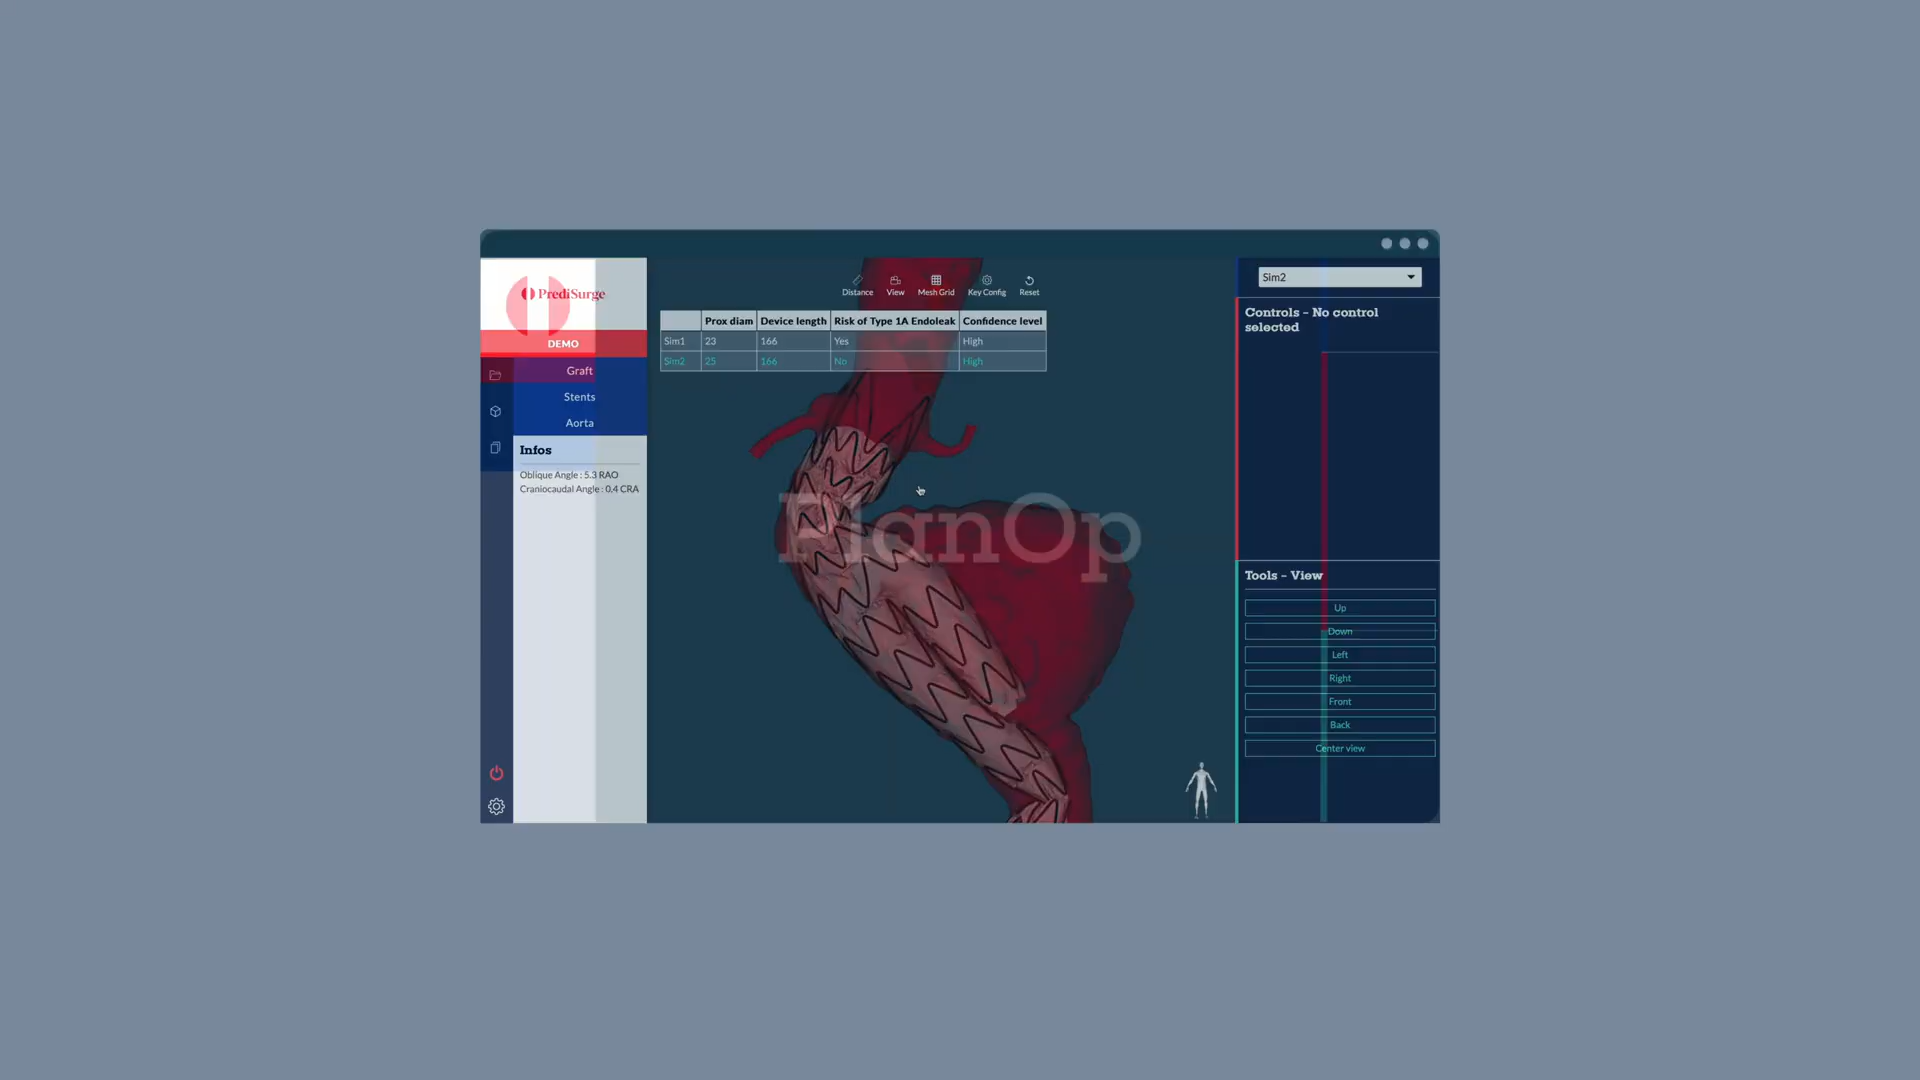 PrediSurge
DEMO
Graft
Stents
Aorta
Infos
Oblique Angle : 5.3 RAO
Craniocaudal Angle : 0.4 CRA
Distance View Mesh Grid Key Config Reset
Prox diam Device length Risk of Type 1A Endoleak Confidence level
Sim1 23 166 Yes High
Sim2 25 166 No High
PlanOp
Sim2
Controls - No control
selected
Tools - View
Up
Down
Left
Right
Front
Back
Center view